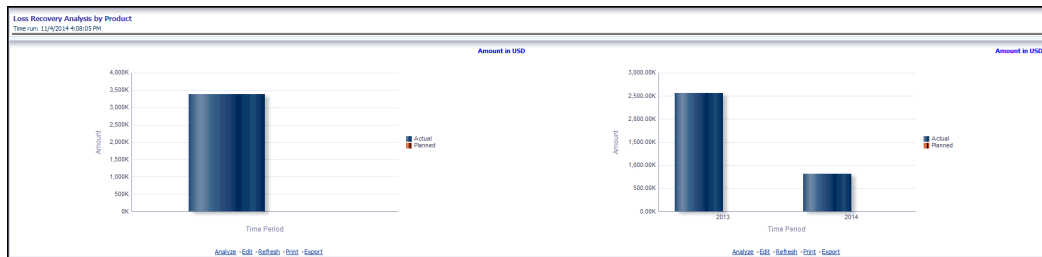 Loss Recovery Analysis by Product
Time run: 11/4/2014 4:08:05 PM
Amount in USD
4,000K
3,500K
3,000K
2,500K
2,000K
1,500K
1,000K
500K
0K
Amount
Time Period
Actual
Planned
Analyze - Edit - Refresh - Print - Export
Amount in USD
3,000.00K
2,500.00K
2,000.00K
1,500.00K
1,000.00K
500.00K
0.00K
Amount
2013 2014
Time Period
Actual
Planned
Analyze - Edit - Refresh - Print - Export